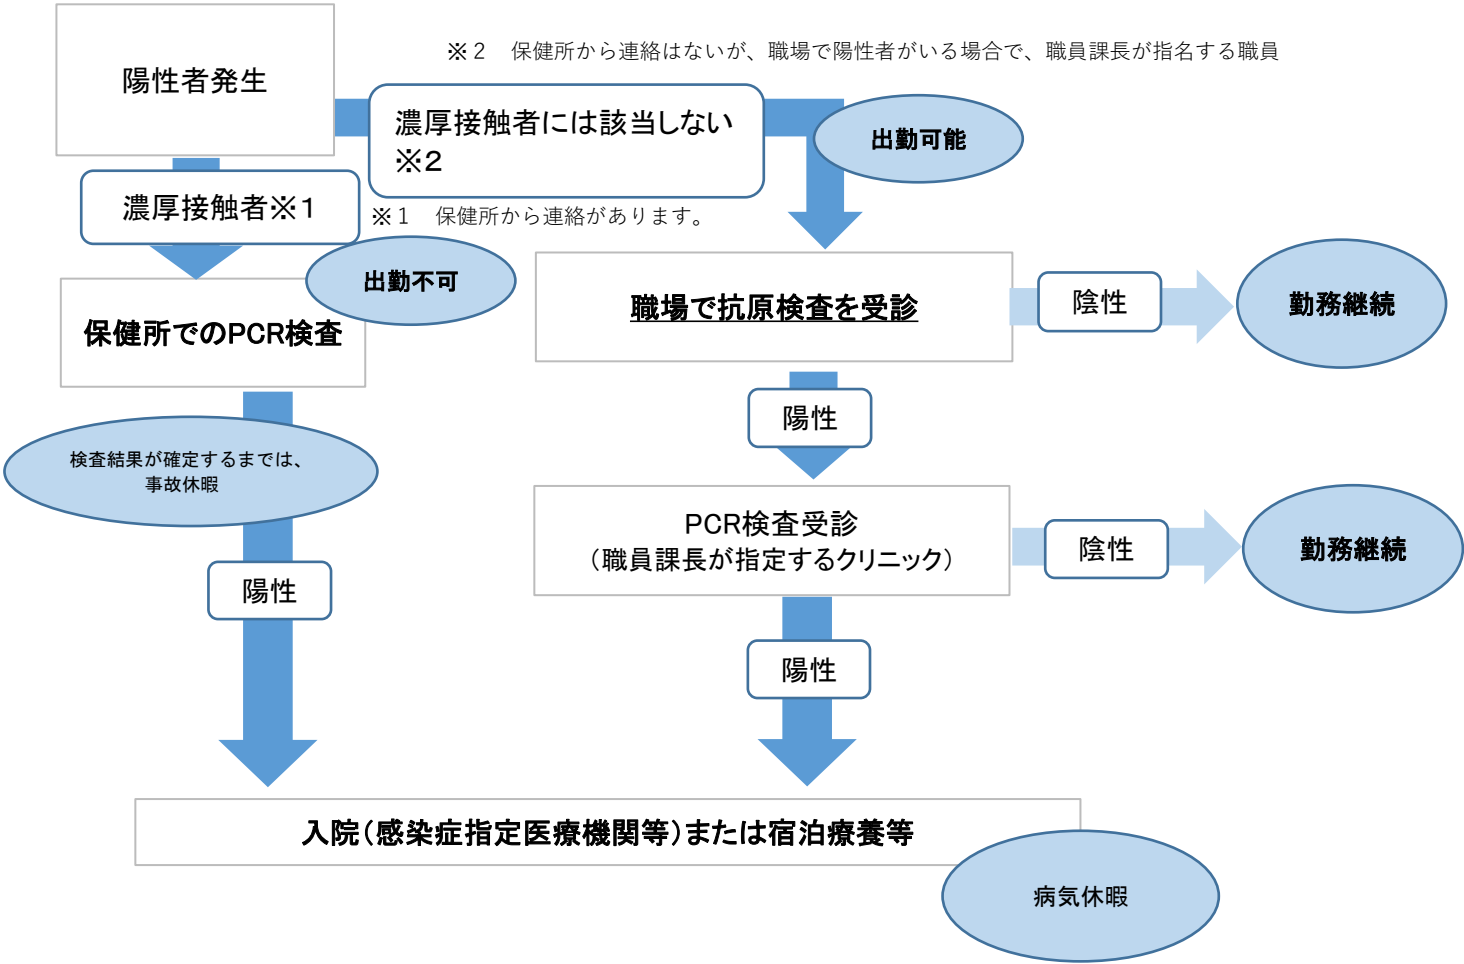 ※２　保健所から連絡はないが、職場で陽性者がいる場合で、職員課長が指名する職員
陽性者発生
濃厚接触者には該当しない
※2
出勤可能
濃厚接触者※1
※１　保健所から連絡があります。
出勤不可
保健所でのPCR検査
職場で抗原検査を受診
陰性
勤務継続
陽性
検査結果が確定するまでは、
事故休暇
PCR検査受診
（職員課長が指定するクリニック）
陰性
勤務継続
陽性
陽性
入院（感染症指定医療機関等）または宿泊療養等
病気休暇